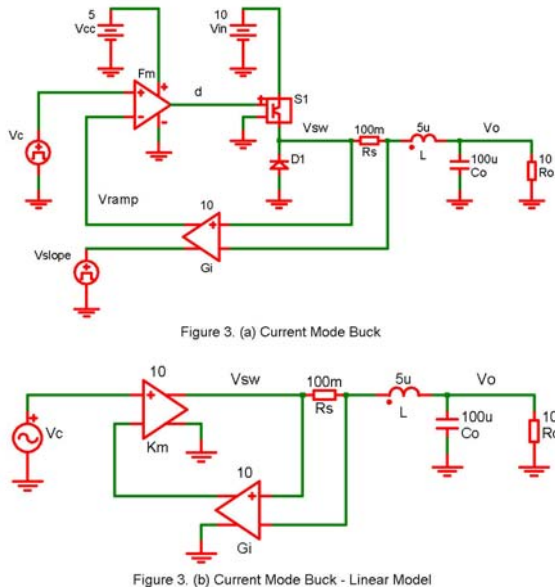 5
Vcc
10
Vin
Fm
d
S1
Vc
Vsw
100m
Rs
5u
L
Vo
100u
Co
10
Ro
D1
Vramp
10
Gi
Vslope
Figure 3. (a) Current Mode Buck
10
Km
Vc
Vsw
100m
Rs
5u
L
Vo
100u
Co
10
10
Gi
Figure 3. (b) Current Mode Buck - Linear Model